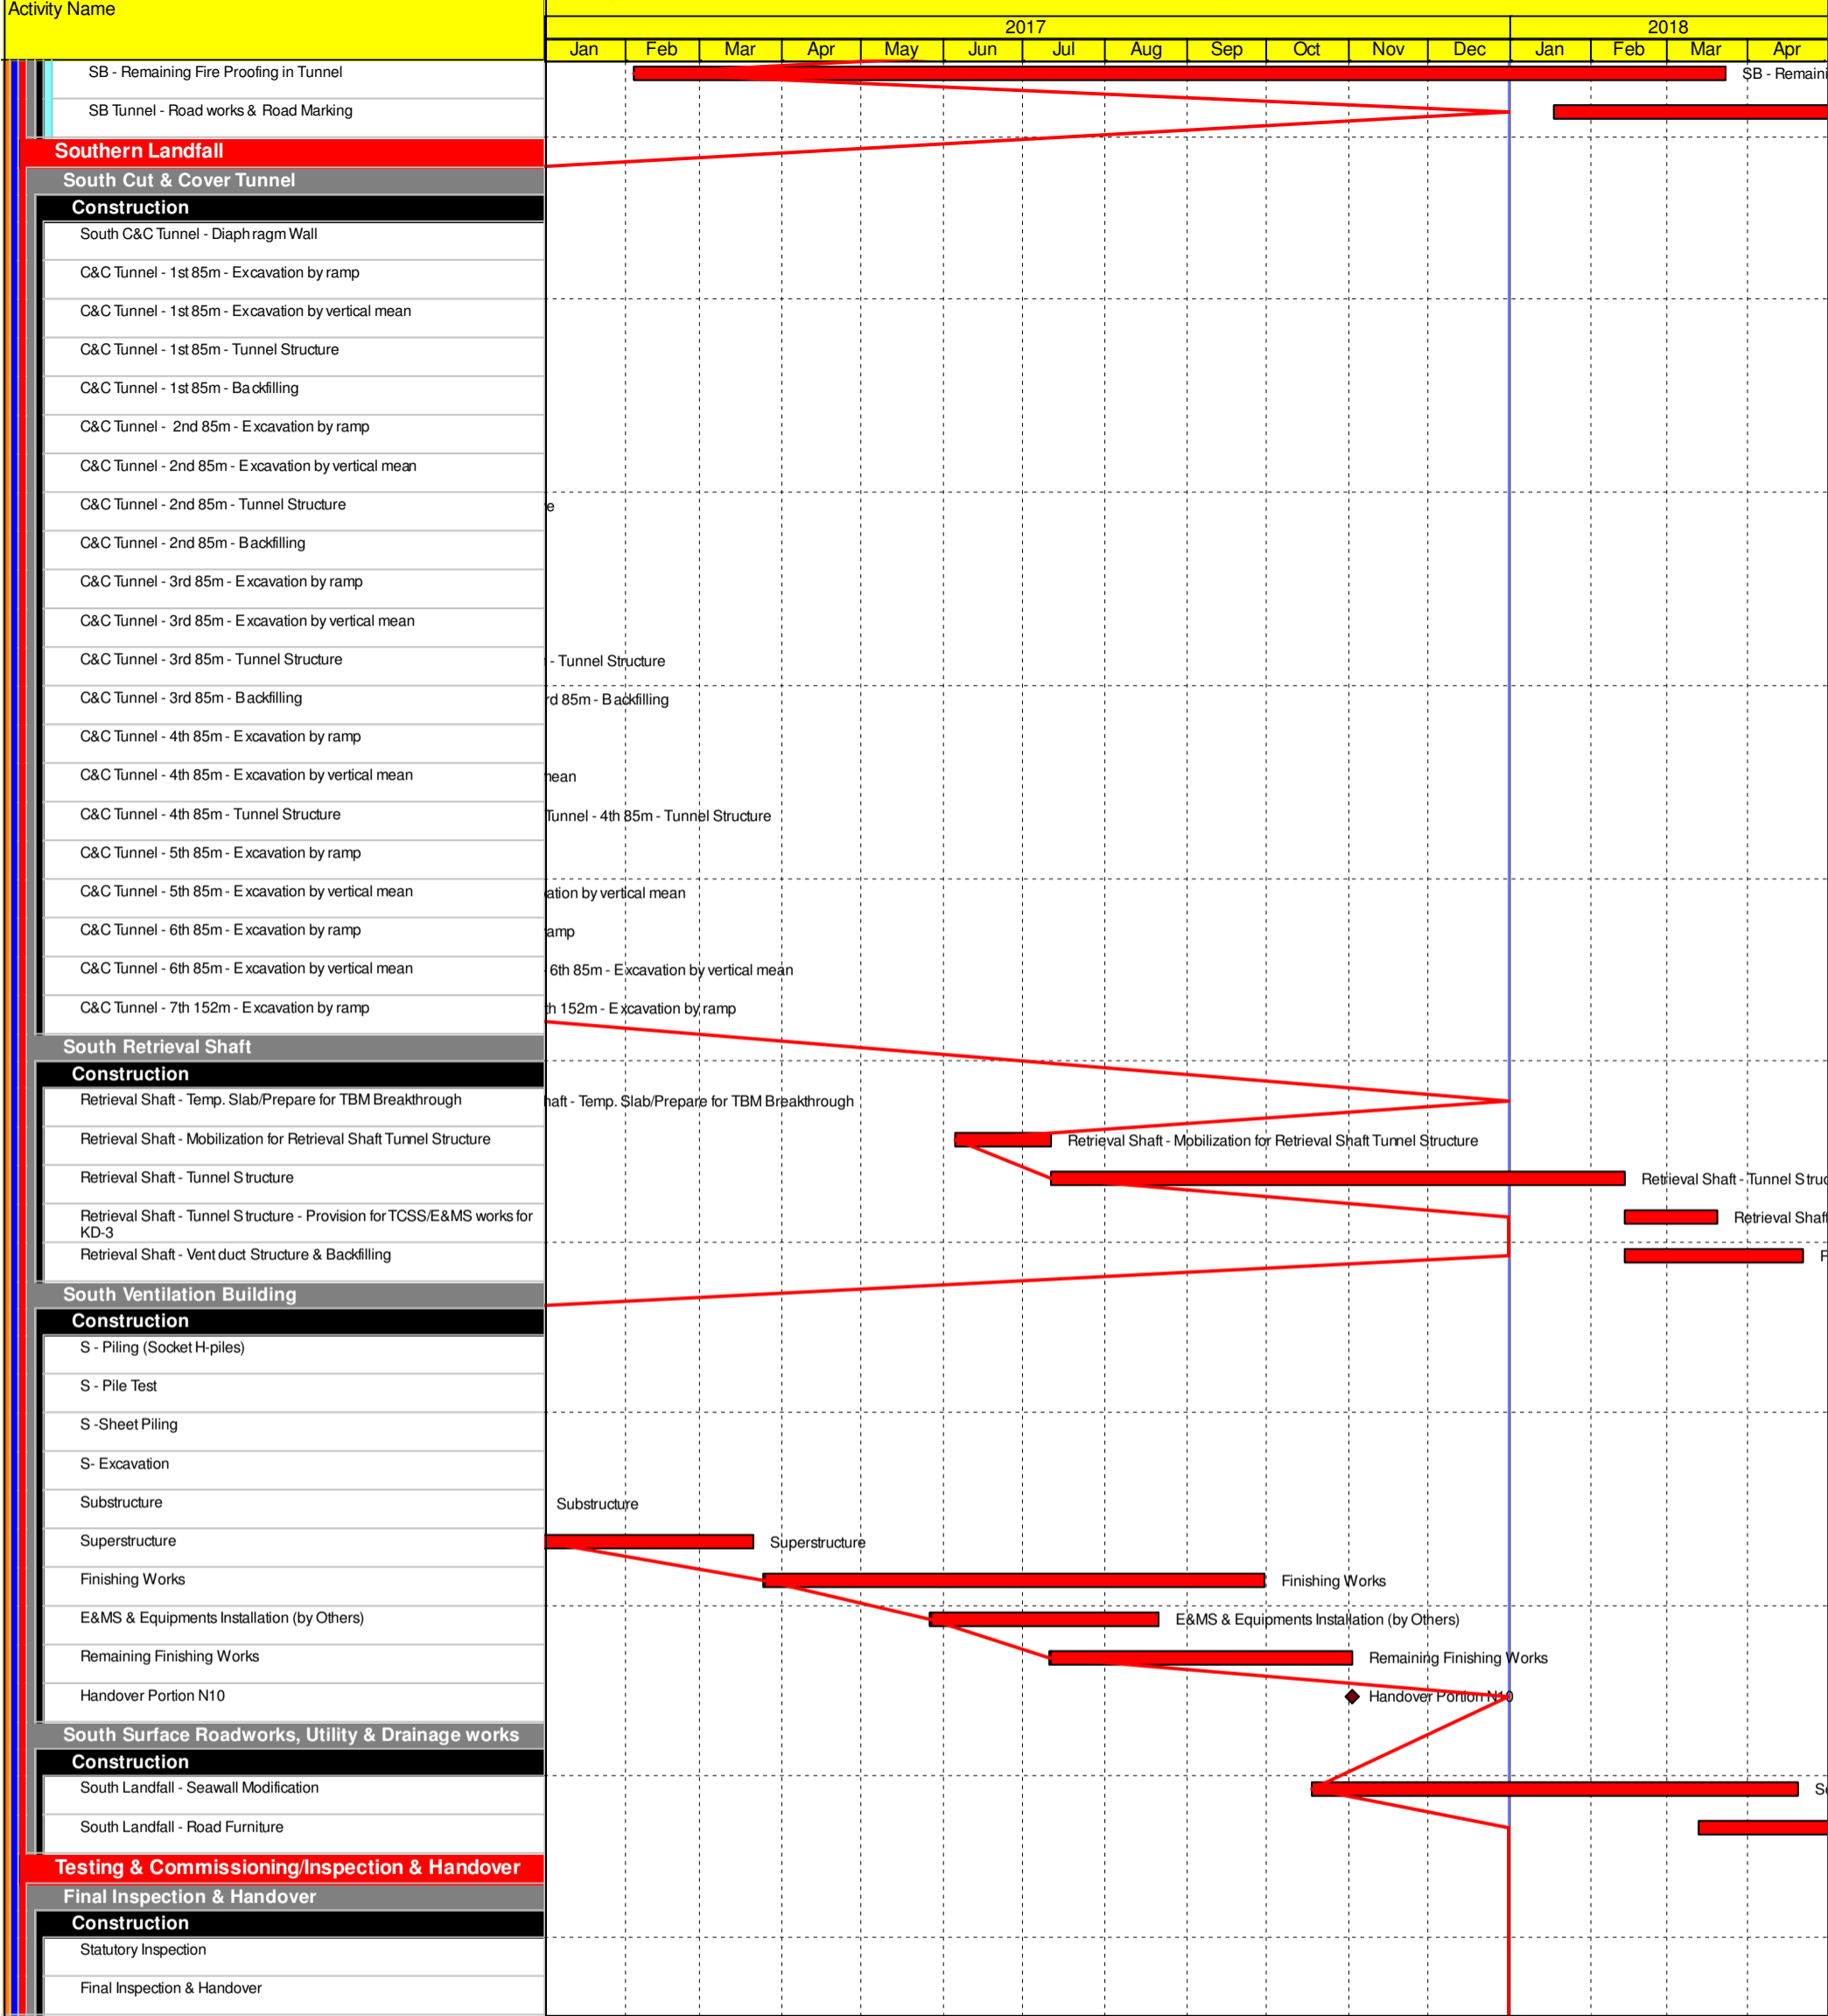 Activity Name
2017 2018
Jan Feb Mar Apr May Jun Jul Aug Sep Oct Nov Dec Jan Feb Mar Apr
SB - Remaining Fire Proofing in Tunnel SB - Remaini
SB Tunnel - Road works & Road Marking
Southern Landfall
South Cut & Cover Tunnel
Construction
South C&C Tunnel - Diaphragm Wall
C&C Tunnel - 1st 85m - Excavation by ramp
C&C Tunnel - 1st 85m - Excavation by vertical mean
C&C Tunnel - 1st 85m - Tunnel Structure
C&C Tunnel - 1st 85m - Backfilling
C&C Tunnel - 2nd 85m - Excavation by ramp
C&C Tunnel - 2nd 85m - Excavation by vertical mean
C&C Tunnel - 2nd 85m - Tunnel Structure e
C&C Tunnel - 2nd 85m - Backfilling
C&C Tunnel - 3rd 85m - Excavation by ramp
C&C Tunnel - 3rd 85m - Excavation by vertical mean
C&C Tunnel - 3rd 85m - Tunnel Structure - Tunnel Structure
C&C Tunnel - 3rd 85m - Backfilling rd 85m - Backfilling
C&C Tunnel - 4th 85m - Excavation by ramp
C&C Tunnel - 4th 85m - Excavation by vertical mean mean
C&C Tunnel - 4th 85m - Tunnel Structure Tunnel - 4th 85m - Tunnel Structure
C&C Tunnel - 5th 85m - Excavation by ramp
C&C Tunnel - 5th 85m - Excavation by vertical mean ation by vertical mean
C&C Tunnel - 6th 85m - Excavation by ramp amp
C&C Tunnel - 6th 85m - Excavation by vertical mean 6th 85m - Excavation by vertical mean
C&C Tunnel - 7th 152m - Excavation by ramp th 152m - Excavation by ramp
South Retrieval Shaft
Construction
Retrieval Shaft - Temp. Slab/Prepare for TBM Breakthrough haft - Temp. Slab/Prepare for TBM Breakthrough
Retrieval Shaft - Mobilization for Retrieval Shaft Tunnel Structure Retrieval Shaft - Mobilization for Retrieval Shaft Tunnel Structure
Retrieval Shaft - Tunnel Structure Retrieval Shaft - Tunnel Struc
Retrieval Shaft - Tunnel Structure - Provision for TCSS/E&MS works for Retrieval Shaft
KD-3
Retrieval Shaft - Vent duct Structure & Backfilling
South Ventilation Building
Construction
S - Piling (Socket H-piles)
S - Pile Test
S -Sheet Piling
S- Excavation
Substructure Substructure
Superstructure Superstructure
Finishing Works Finishing Works
E&MS & Equipments Installation (by Others) E&MS & Equipments Installation (by Others)
Remaining Finishing Works Remaining Finishing Works
Handover Portion N10 Handover Portion N10
South Surface Roadworks, Utility & Drainage works
Construction
South Landfall - Seawall Modification So
South Landfall - Road Furniture
Testing & Commissioning/Inspection & Handover
Final Inspection & Handover
Construction
Statutory Inspection
Final Inspection & Handover